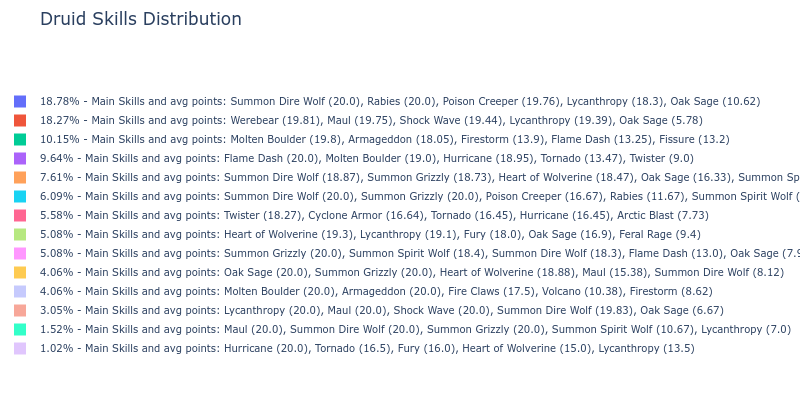 Druid Skills Distribution
18.78% - Main Skills and avg points: Summon Dire Wolf (20.0), Rabies (20.0), Poison Creeper (19.76), Lycanthropy (18.3), Oak Sage (10.62)
18.27% - Main Skills and avg points: Werebear (19.81), Maul (19.75), Shock Wave (19.44), Lycanthropy (19.39), Oak Sage (5.78)
10.15% - Main Skills and avg points: Molten Boulder (19.8), Armageddon (18.05), Firestorm (13.9), Flame Dash (13.25), Fissure (13.2)
9.64% - Main Skills and avg points: Flame Dash (20.0), Molten Boulder (19.0), Hurricane (18.95), Tornado (13.47), Twister (9.0)
7.61% - Main Skills and avg points: Summon Dire Wolf (18.87), Summon Grizzly (18.73), Heart of Wolverine (18.47), Oak Sage (16.33), Summon Sp
6.09% - Main Skills and avg points: Summon Dire Wolf (20.0), Summon Grizzly (20.0), Poison Creeper (16.67), Rabies (11.67), Summon Spirit Wolf (
5.58% - Main Skills and avg points: Twister (18.27), Cyclone Armor (16.64), Tornado (16.45), Hurricane (16.45), Arctic Blast (7.73)
5.08% - Main Skills and avg points: Heart of Wolverine (19.3), Lycanthropy (19.1), Fury (18.0), Oak Sage (16.9), Feral Rage (9.4)
5.08% - Main Skills and avg points: Summon Grizzly (20.0), Summon Spirit Wolf (18.4), Summon Dire Wolf (18.3), Flame Dash (13.0), Oak Sage (7.9
4.06% - Main Skills and avg points: Oak Sage (20.0), Summon Grizzly (20.0), Heart of Wolverine (18.88), Maul (15.38), Summon Dire Wolf (8.12)
4.06% - Main Skills and avg points: Molten Boulder (20.0), Armageddon (20.0), Fire Claws (17.5), Volcano (10.38), Firestorm (8.62)
3.05% - Main Skills and avg points: Lycanthropy (20.0), Maul (20.0), Shock Wave (20.0), Summon Dire Wolf (19.83), Oak Sage (6.67)
1.52% - Main Skills and avg points: Maul (20.0), Summon Dire Wolf (20.0), Summon Grizzly (20.0), Summon Spirit Wolf (10.67), Lycanthropy (7.0)
1.02% - Main Skills and avg points: Hurricane (20.0), Tornado (16.5), Fury (16.0), Heart of Wolverine (15.0), Lycanthropy (13.5)